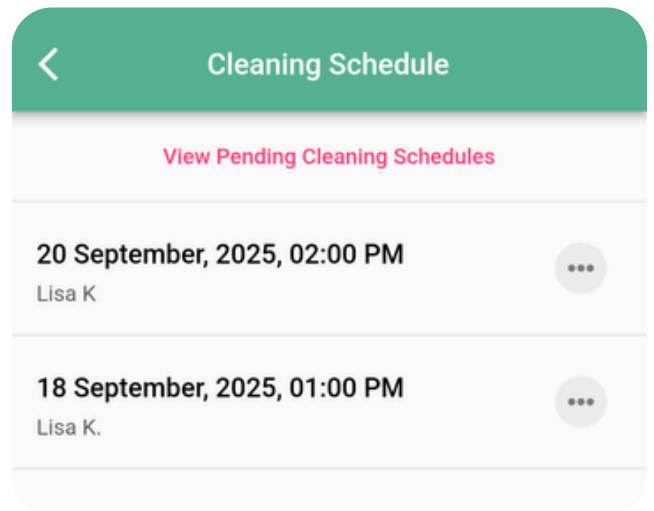 Cleaning Schedule
View Pending Cleaning Schedules
20 September, 2025, 02:00 PM
Lisa K
18 September, 2025, 01:00 PM
Lisa K.